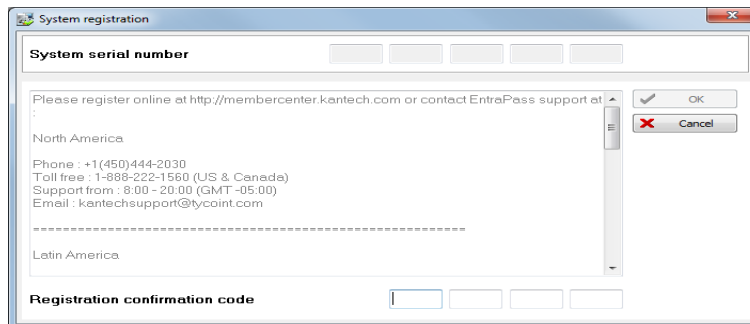 System registration
System serial number
Please register online at http://membercenter.kantech.com or contact EntraPass support at
:
North America
Phone : +1(450)444-2030
Toll free : 1-888-222-1560 (US & Canada)
Support from : 8:00 - 20:00 (GMT -05:00)
Email : kantechsupport@tycoint.com
============================================================
Latin America
OK
Cancel
Registration confirmation code